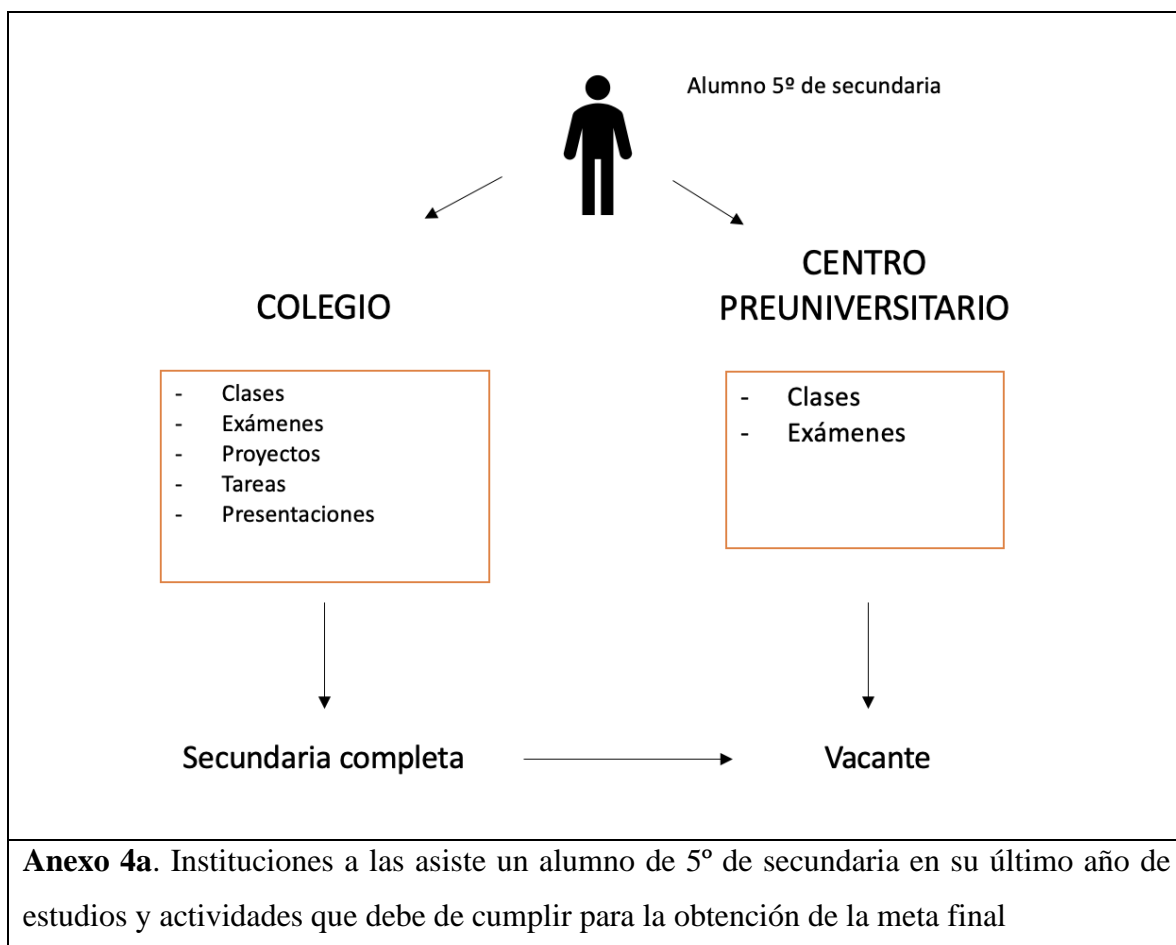 Alumno 5º de secundaria
COLEGIO
CENTRO
PREUNIVERSITARIO
- Clases
- Exámenes
- Proyectos
- Tareas
- Presentaciones
- Clases
- Exámenes
Secundaria completa
Vacante
Anexo 4a. Instituciones a las asiste un alumno de 5º de secundaria en su último año de
estudios y actividades que debe de cumplir para la obtención de la meta final